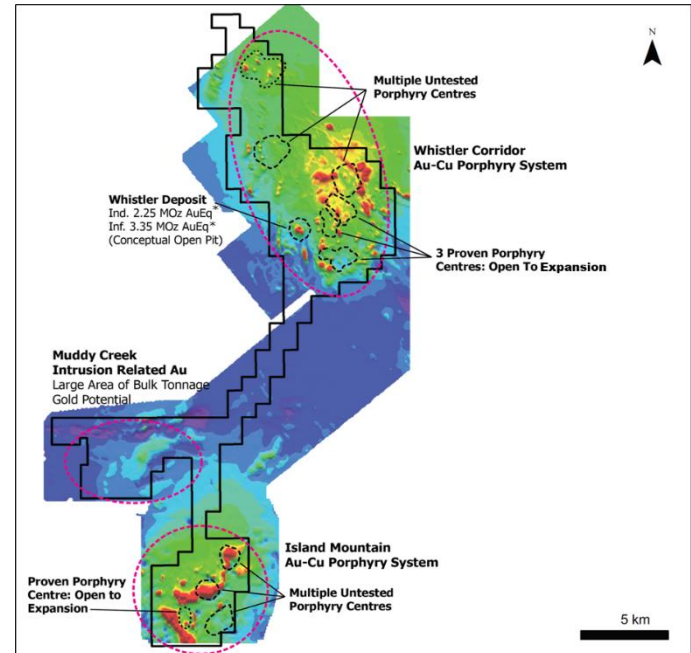 N
Multiple Untested
Porphyry Centres
Whistler Corridor
Au-Cu Porphyry System
Whistler Deposit
Ind. 2.25 MOz AuEq*
Inf. 3.35 MOz AuEq*
(Conceptual Open Pit)
3 Proven Porphyry
Centres: Open To Expansion
Muddy Creek
Intrusion Related Au
Large Area of Bulk Tonnage
Gold Potential
Island Mountain
Au-Cu Porphyry System
Proven Porphyry
Centre: Open to
Expansion
Multiple Untested
Porphyry Centres
5 km